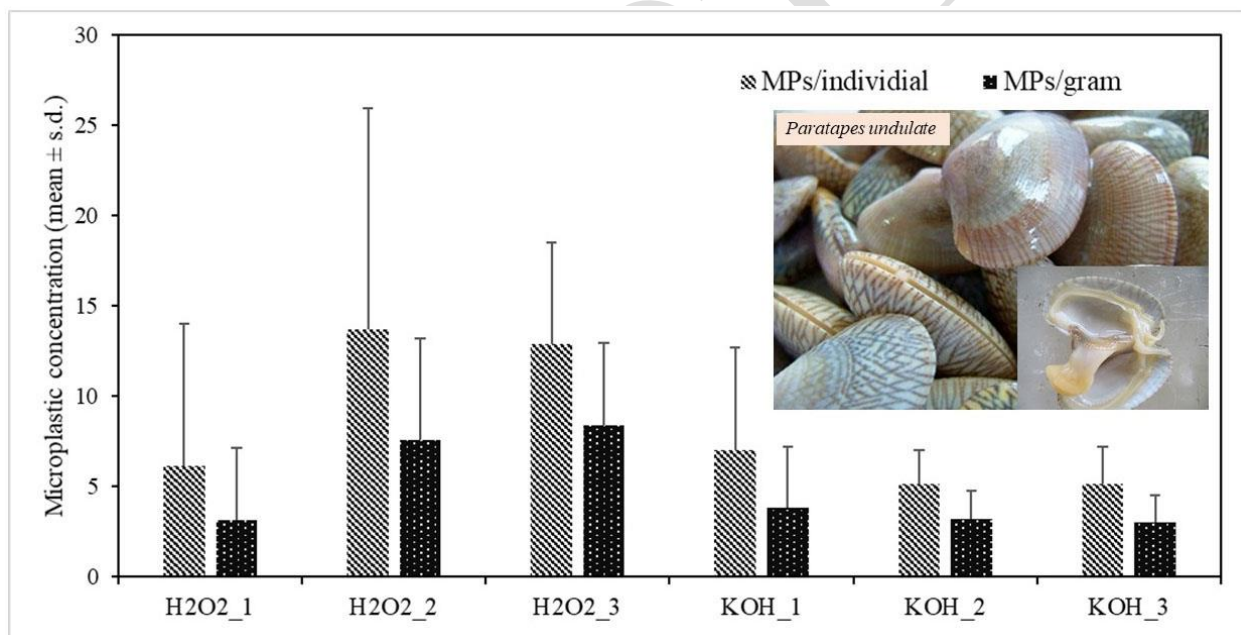 30
25
20
15
10
5
0
Microplastic concentration (mean ± s.d.)
MPs/individial MPs/gram
Paratapes undulate
H2O2_1 H2O2_2 H2O2_3 KOH_1 KOH_2 KOH_3